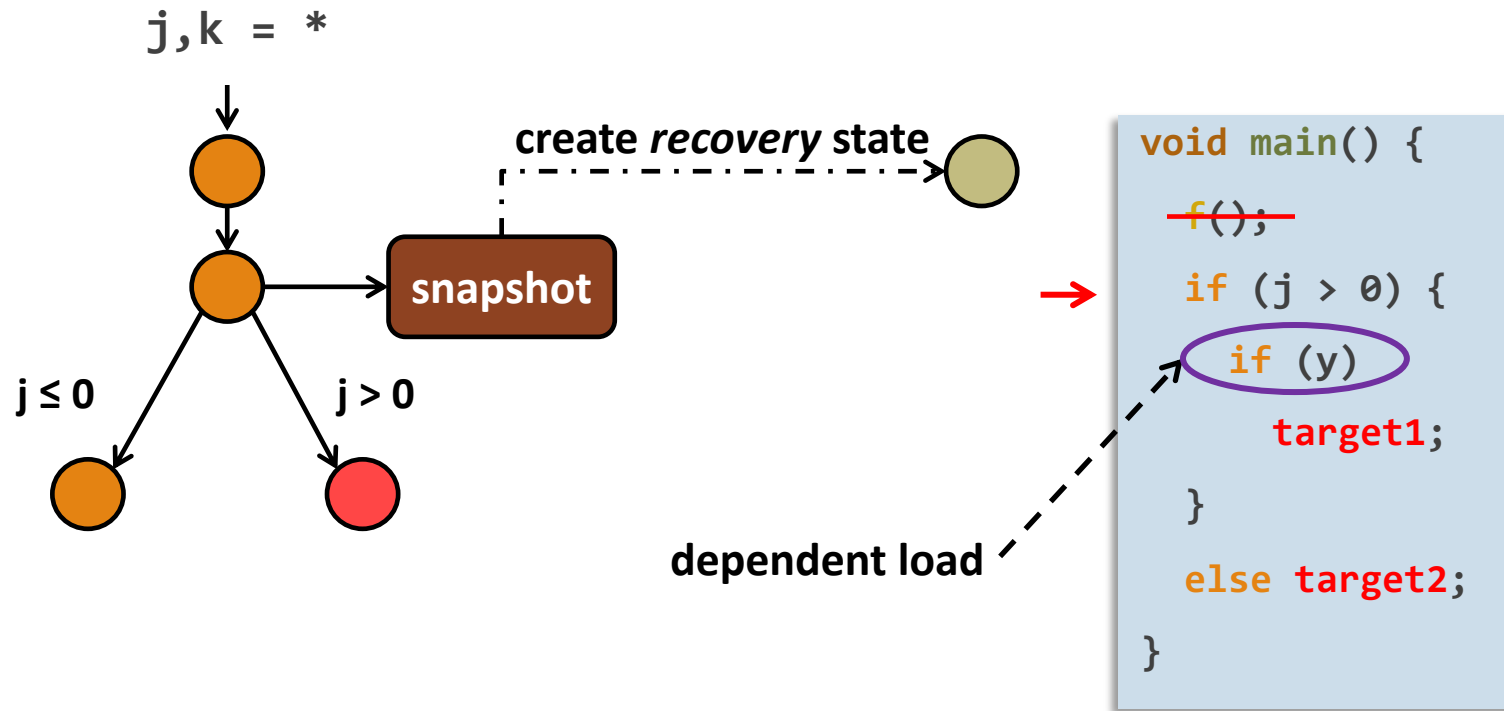 j,k = *
create recovery state
snapshot
j ≤ 0
j > 0
dependent load
void main() {
f();
if (j > 0) {
if (y)
target1;
}
else target2;
}